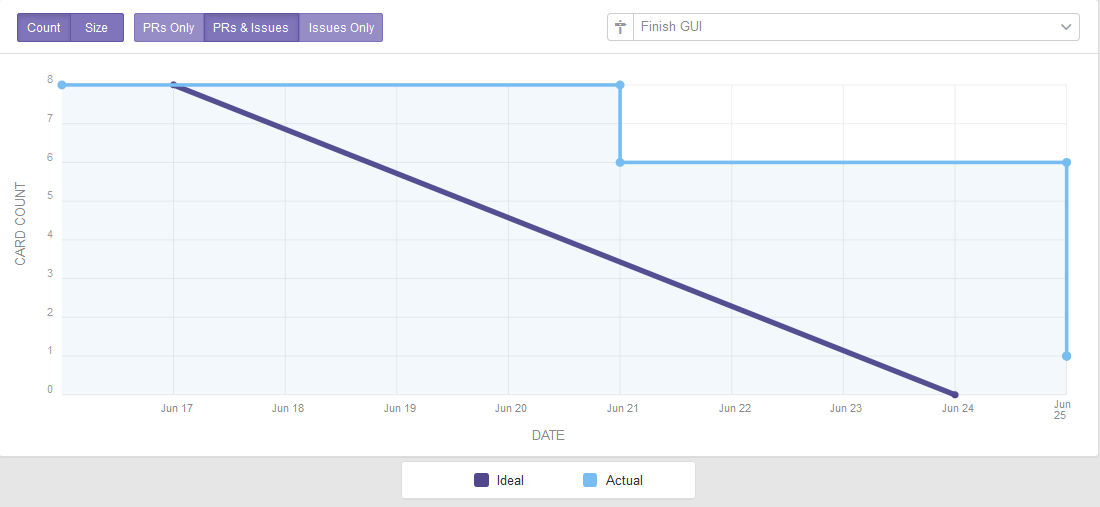 Count Size PRs Only PRs & Issues Issues Only Finish GUI
8
7
6
5
4
3
2
1
0
CARD COUNT
Jun 17 Jun 18 Jun 19 Jun 20 Jun 21 Jun 22 Jun 23 Jun 24 Jun
25
DATE
Ideal Actual